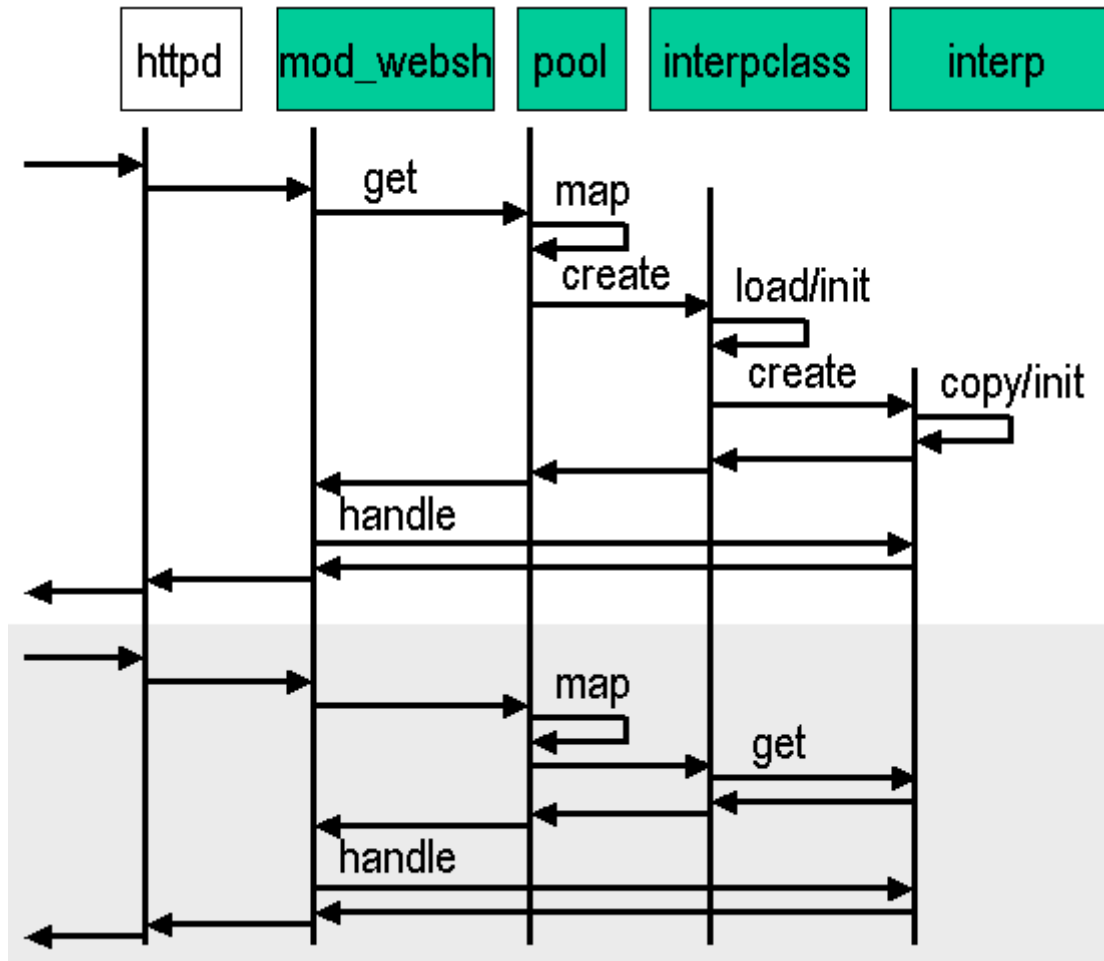 httpd mod_websh pool interpclass interp
get
map
create
load/init
create
copy/init
handle
map
get
handle